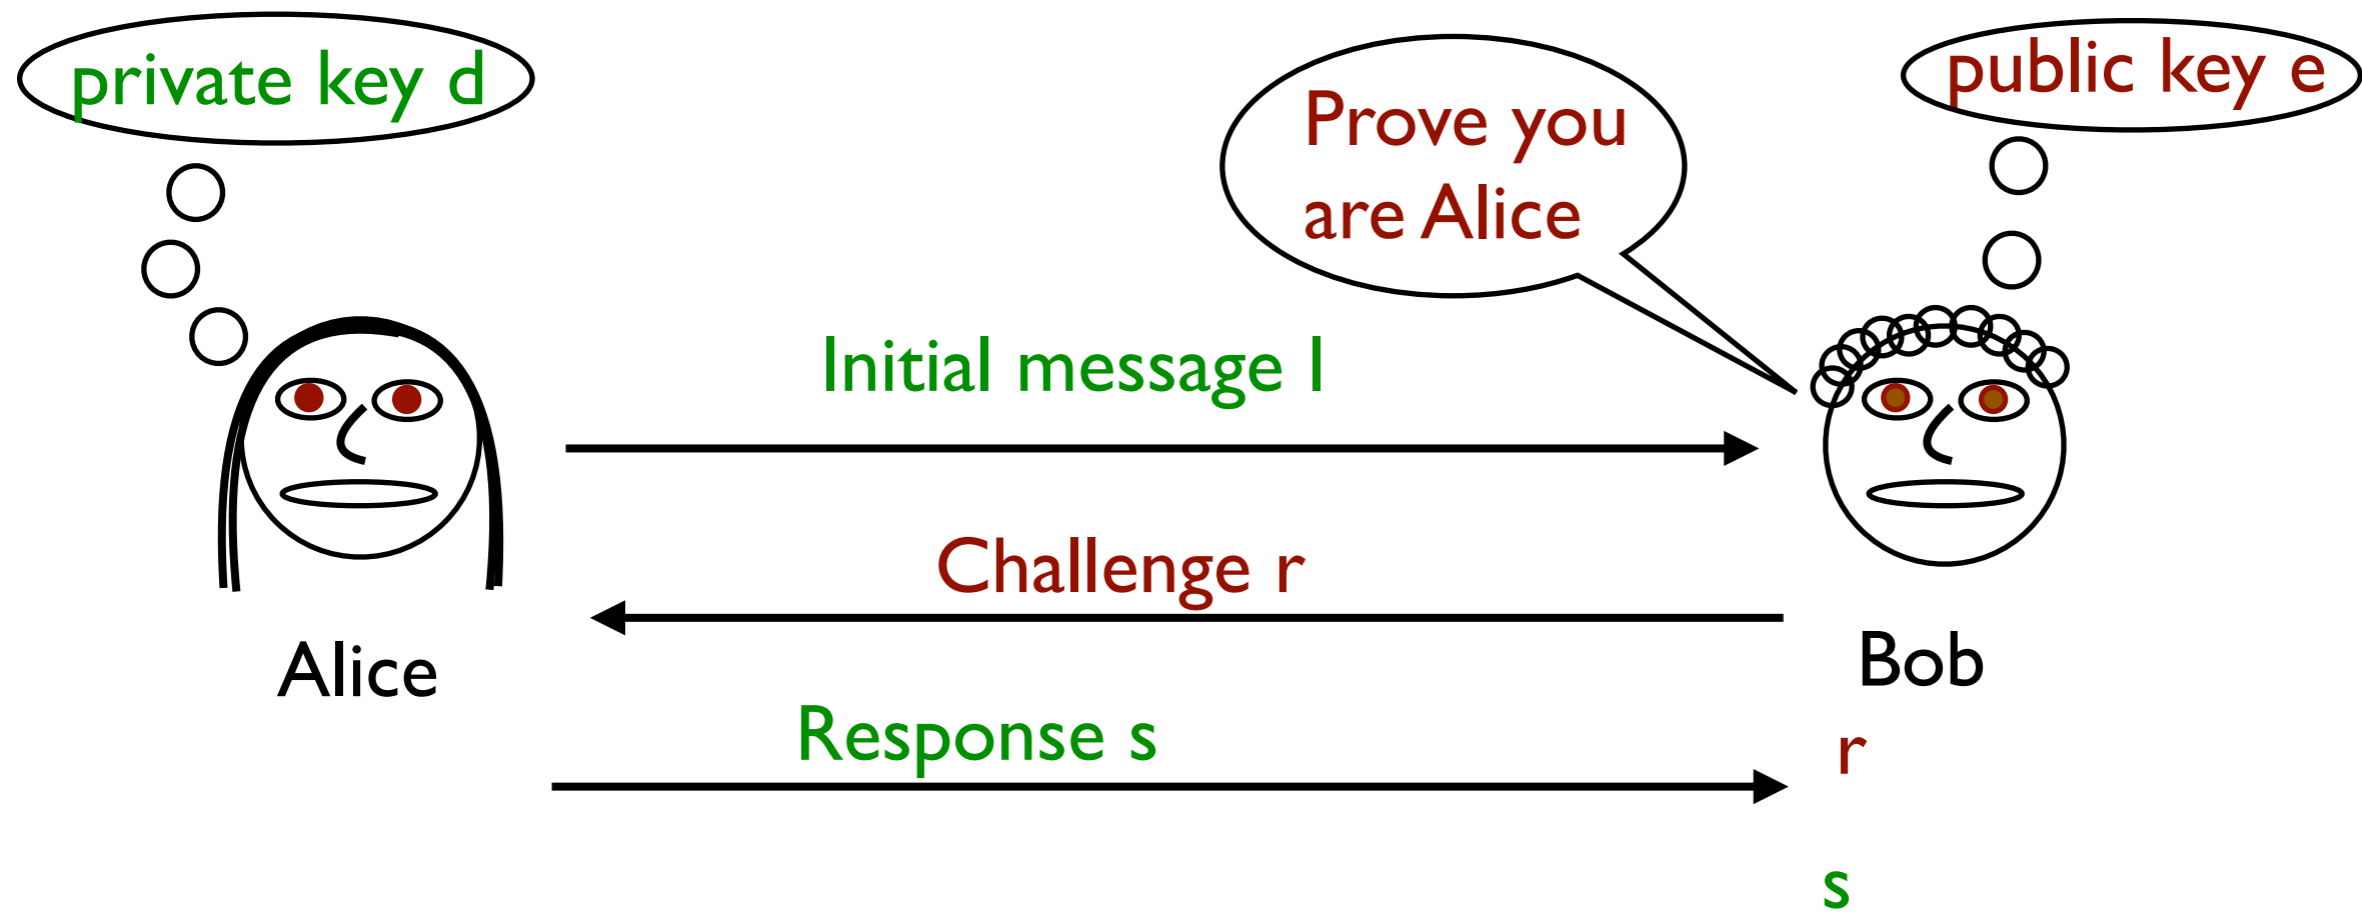 private key d
Prove you
are Alice
public key e
Initial message I
Challenge r
Alice
Bob
Response s
r
s